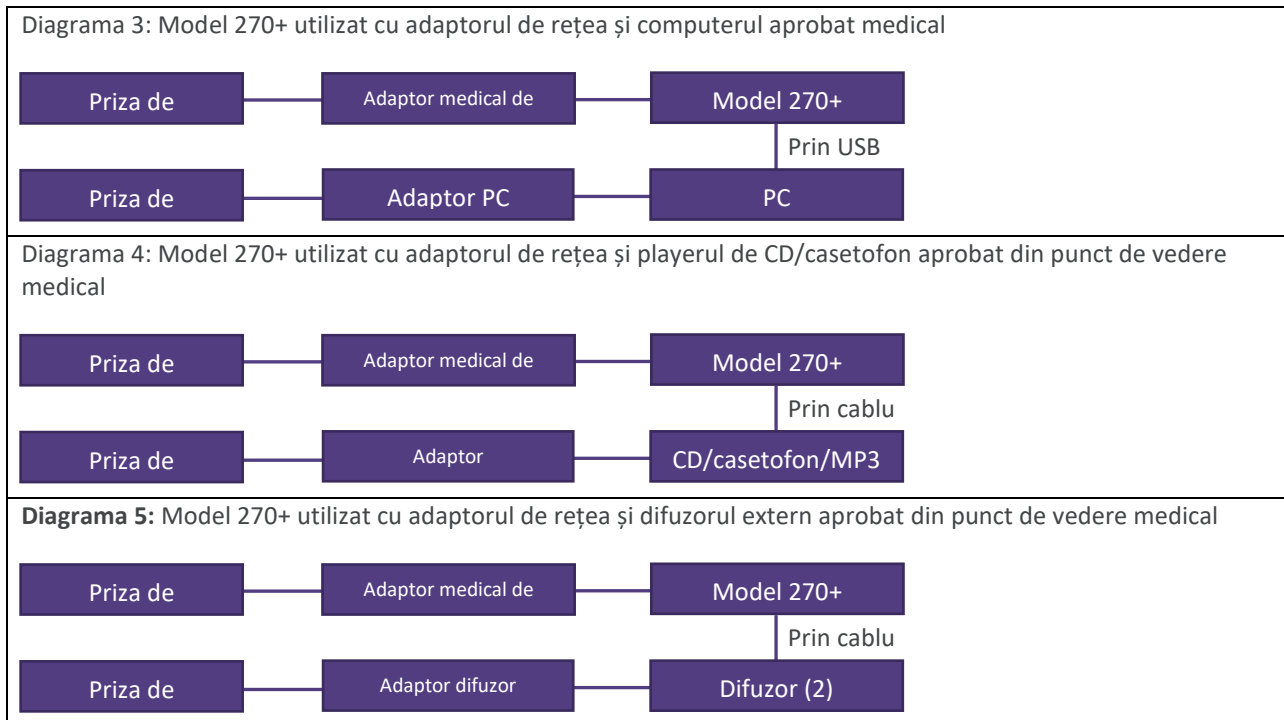 Diagrama 3: Model 270+ utilizat cu adaptorul de rețea și computerul aprobat medical
Priza de
Adaptor medical de
Model 270+
Prin USB
Priza de
Adaptor PC
PC
Diagrama 4: Model 270+ utilizat cu adaptorul de rețea și playerul de CD/casetofon aprobat din punct de vedere
medical
Priza de
Adaptor medical de
Model 270+
Prin cablu
Priza de
Adaptor
CD/casetofon/MP3
Diagrama 5: Model 270+ utilizat cu adaptorul de rețea și difuzorul extern aprobat din punct de vedere medical
Priza de
Adaptor medical de
Model 270+
Prin cablu
Priza de
Adaptor difuzor
Difuzor (2)